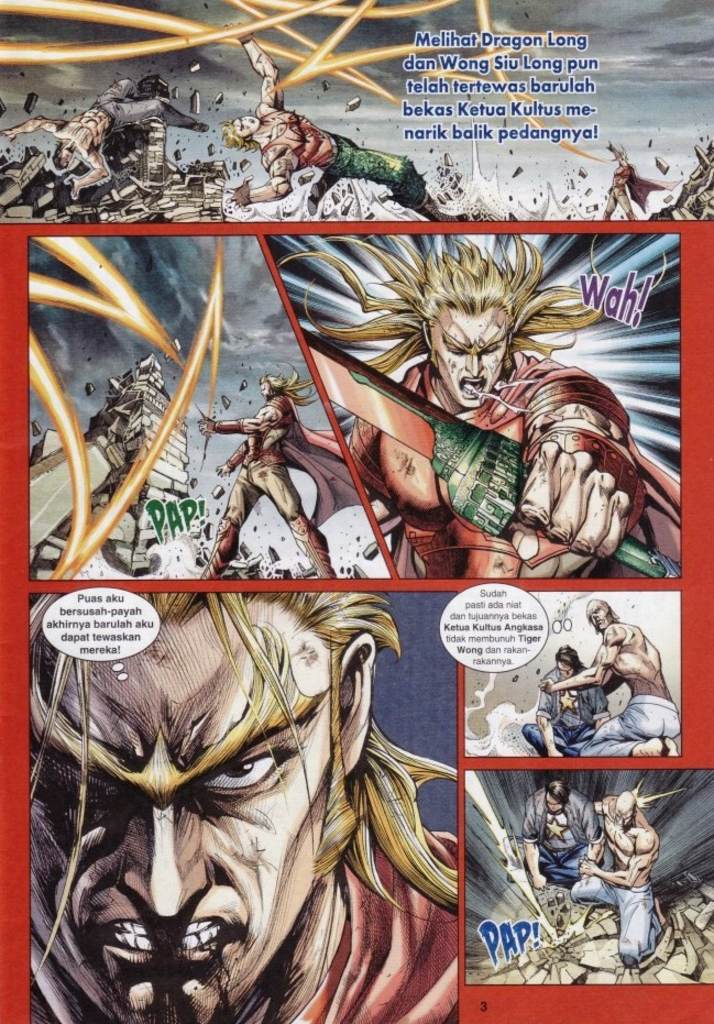 Melihat Dragon Long
dan Wong Siu Long pun
telah tertewas barulah
bekas Ketua Kultus me-
narik balik pedangnya!
Wah!
PAP!
Puas aku
bersusah-payah
akhirnya barulah aku
dapat tewaskan
mereka!
Sudah
pasti ada niat
dan tujuannya bekas
Ketua Kultus Angkasa
tidak membunuh Tiger
Wong dan rakan-
rakannya.
PAP!
3